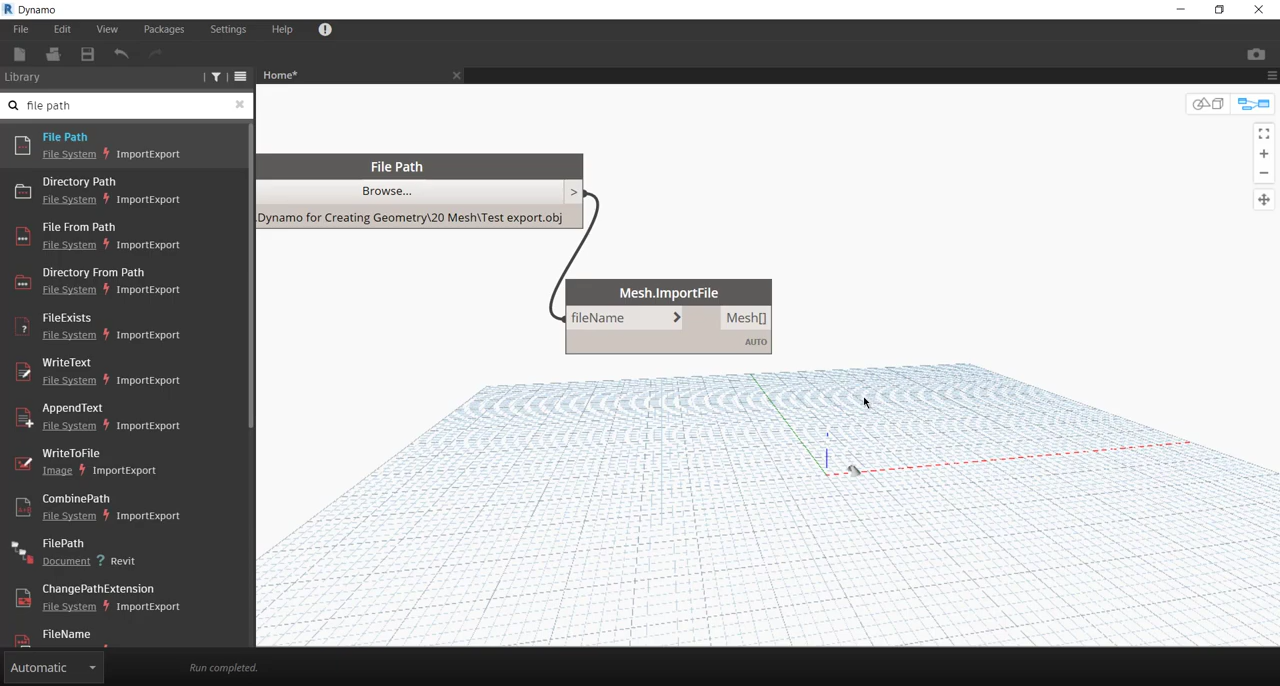 Dynamo
File Edit View Packages Settings Help
Library
Home*
file path
File Path
File System ImportExport
Directory Path
File System ImportExport
File From Path
File System ImportExport
Directory From Path
File System ImportExport
FileExists
File System ImportExport
WriteText
File System ImportExport
AppendText
File System ImportExport
WriteToFile
Image ImportExport
CombinePath
File System ImportExport
FilePath
Document ? Revit
ChangePathExtension
File System ImportExport
FileName
File Path
Browse... >
.Dynamo for Creating Geometry\20 Mesh\Test export.obj
Mesh.ImportFile
fileName > Mesh[]
AUTO
Automatic
Run completed.